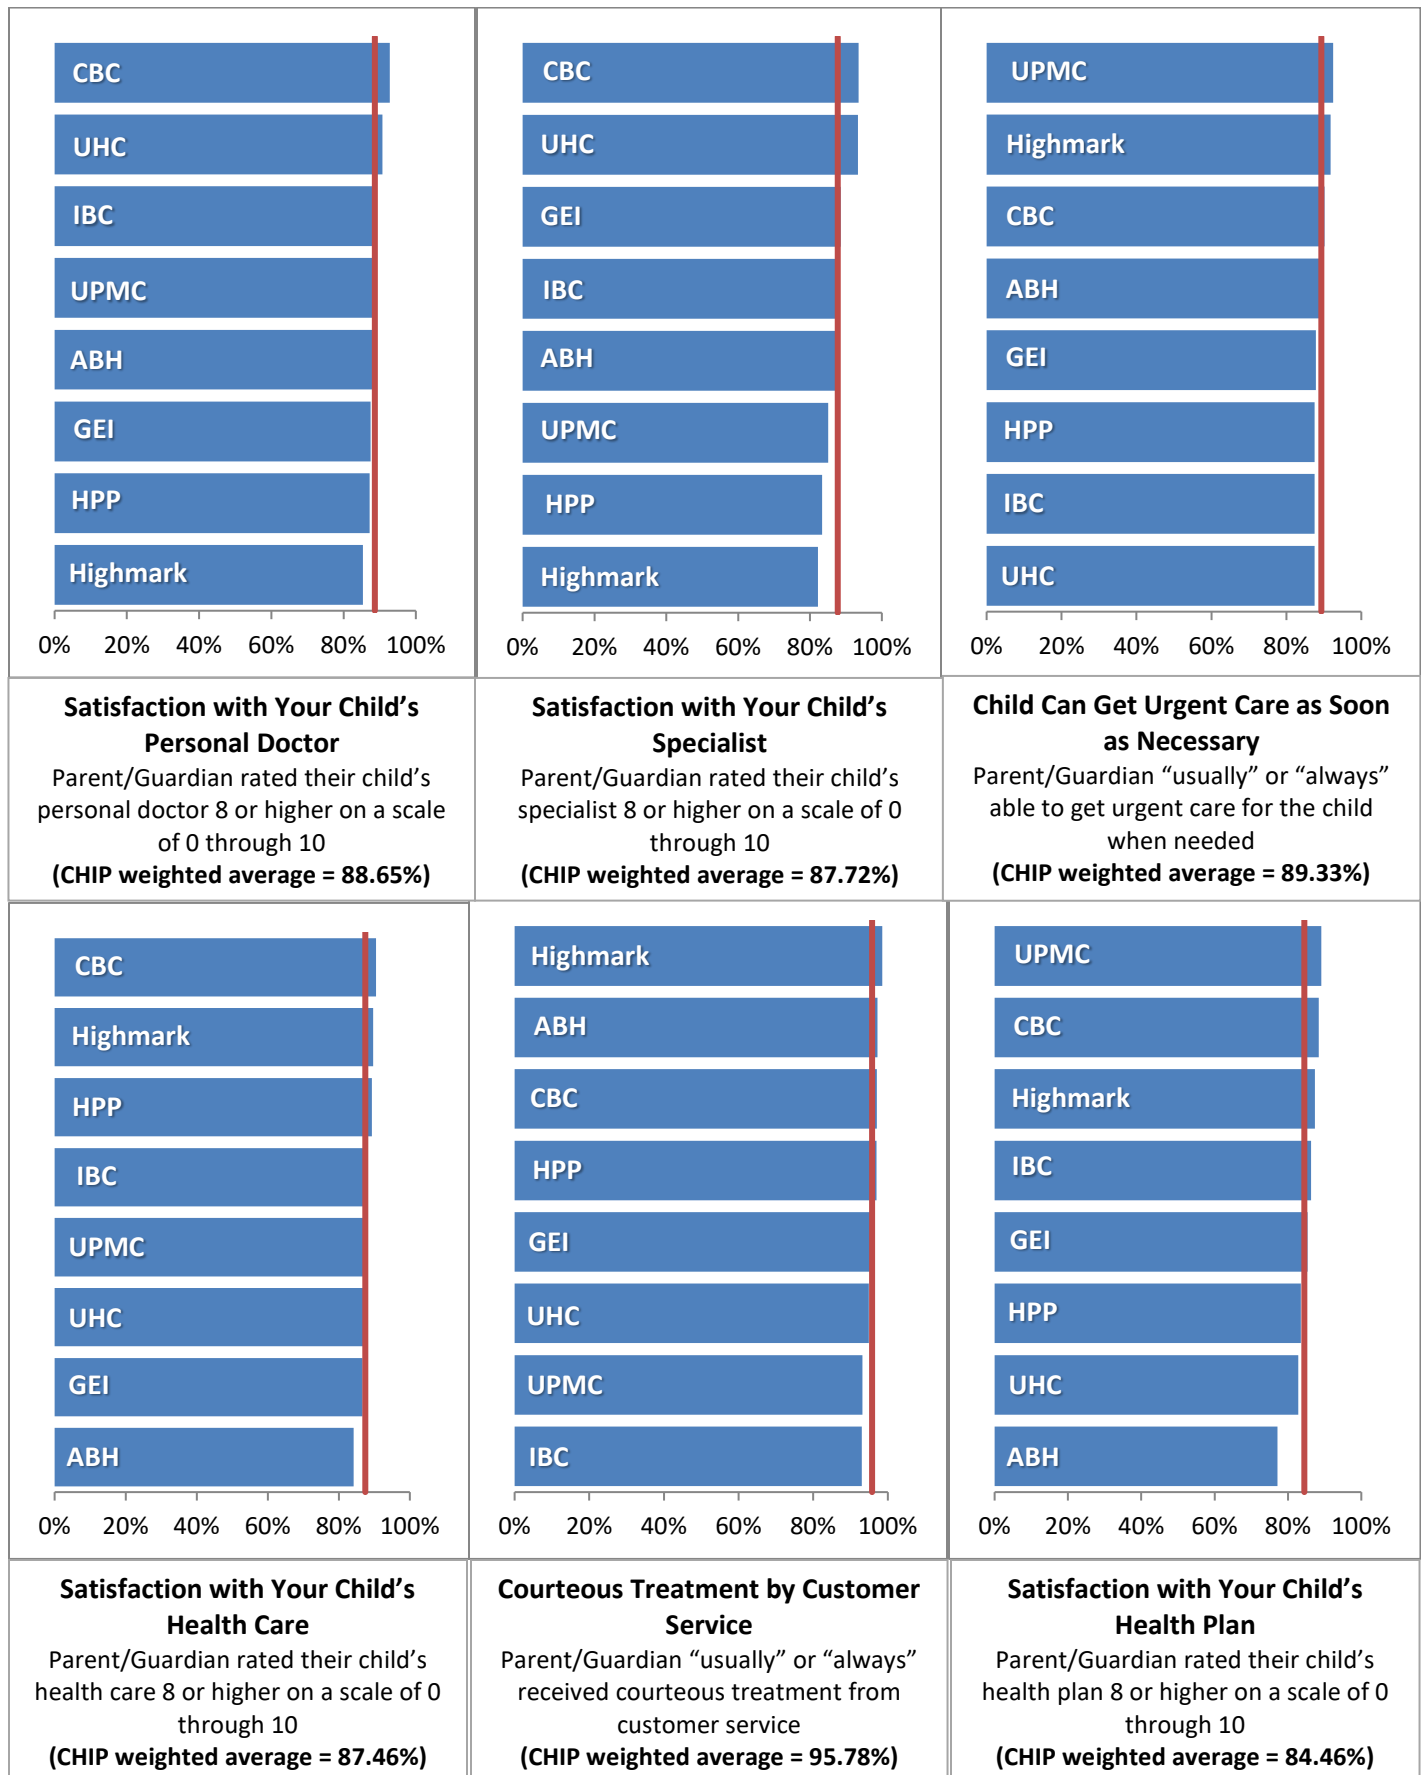 CBC
UHC
IBC
UPMC
ABH
GEI
HPP
Highmark
0% 20% 40% 60% 80% 100%
CBC
UHC
GEI
IBC
ABH
UPMC
HPP
Highmark
0% 20% 40% 60% 80% 100%
UPMC
Highmark
CBC
ABH
GEI
HPP
IBC
UHC
0% 20% 40% 60% 80% 100%
Satisfaction with Your Child’s
Personal Doctor
Parent/Guardian rated their child’s
personal doctor 8 or higher on a scale
of 0 through 10
(CHIP weighted average = 88.65%)
Satisfaction with Your Child’s
Specialist
Parent/Guardian rated their child’s
specialist 8 or higher on a scale of 0
through 10
(CHIP weighted average = 87.72%)
Child Can Get Urgent Care as Soon
as Necessary
Parent/Guardian “usually” or “always”
able to get urgent care for the child
when needed
(CHIP weighted average = 89.33%)
CBC
Highmark
HPP
IBC
UPMC
UHC
GEI
ABH
0% 20% 40% 60% 80% 100%
Highmark
ABH
CBC
HPP
GEI
UHC
UPMC
IBC
0% 20% 40% 60% 80% 100%
UPMC
CBC
Highmark
IBC
GEI
HPP
UHC
ABH
0% 20% 40% 60% 80% 100%
Satisfaction with Your Child’s
Health Care
Parent/Guardian rated their child’s
health care 8 or higher on a scale of 0
through 10
(CHIP weighted average = 87.46%)
Courteous Treatment by Customer
Service
Parent/Guardian “usually” or “always”
received courteous treatment from
customer service
(CHIP weighted average = 95.78%)
Satisfaction with Your Child’s
Health Plan
Parent/Guardian rated their child’s
health plan 8 or higher on a scale of 0
through 10
(CHIP weighted average = 84.46%)